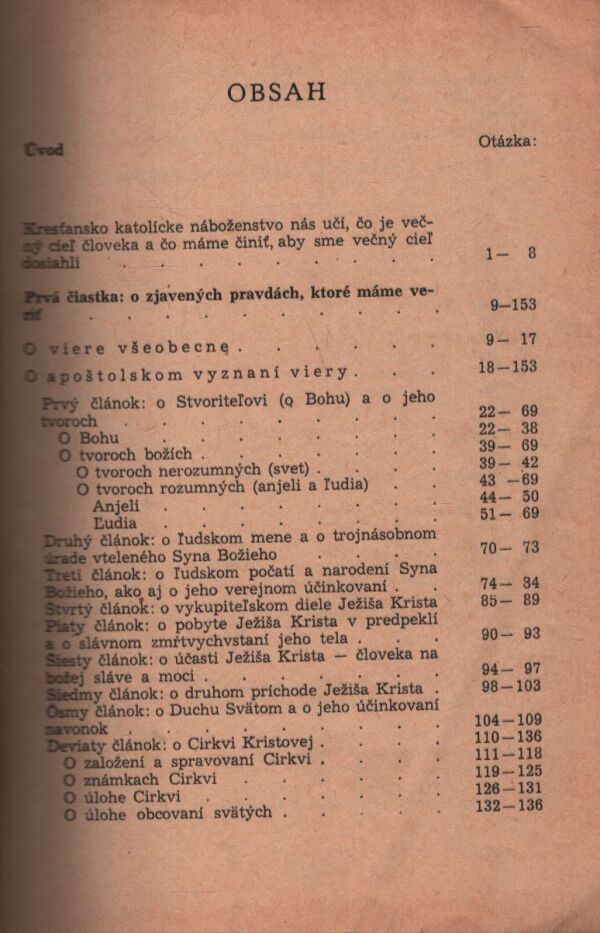 OBSAH
Úvod
Otázka:
Kresťansko katolícke náboženstvo nás učí, čo je več-
ný cieľ človeka a čo máme činiť, aby sme večný cieľ
dosiahli . . . . . . . 1— 8
Prvá čiastka: o zjavených pravdách, ktoré máme ve-
riť . . . . . . . . 9—153
O viere všeobecne . . . . . 9— 17
O apoštolskom vyznaní viery . . . 18—153
Prvý článok: o Stvoriteľovi (o Bohu) a o jeho
tvoroch . . . . . . . 22— 69
O Bohu . . . . . . . 22— 38
O tvoroch božích . . . . . 39— 69
O tvoroch nerozumných (svet) . . . 39— 42
O tvoroch rozumných (anjeli a ľudia) . . 43 —69
Anjeli . . . . . . 44— 50
Ľudia . . . . . . 51— 69
Druhý článok: o ľudskom mene a o trojnásobnom
úrade vteleného Syna Božieho . . . . 70— 73
Tretí článok: o ľudskom počatí a narodení Syna
Božieho, ako aj o jeho verejnom účinkovaní . . 74— 34
Štvrtý článok: o vykupiteľskom diele Ježiša Krista 85— 89
Piaty článok: o pobyte Ježiša Krista v predpeklí
a o slávnom zmŕtvychvstaní jeho tela . . . 90— 93
Šiesty článok: o účasti Ježiša Krista — človeka na
božej sláve a moci . . . . . . 94— 97
Siedmy článok: o druhom príchode Ježiša Krista . 98—103
Ôsmy článok: o Duchu Svätom a o jeho účinkovaní
navonok . . . . . . . 104—109
Deviaty článok: o Cirkvi Kristovej . . . . 110—136
O založení a spravovaní Cirkvi . . . . 111—118
O známkach Cirkvi . . . . . 119—125
O úlohe Cirkvi . . . . . . 126—131
O úlohe obcovaní svätých . . . . . 132—136